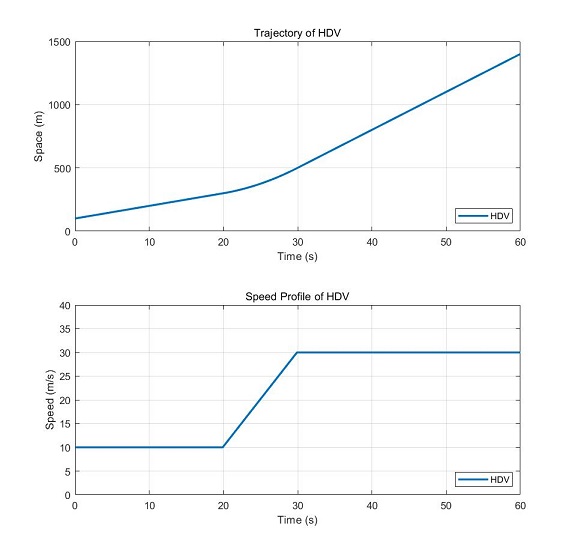 Trajectory of HDV
1500
1000
500
0
Space (m)
HDV
0 10 20 30 40 50 60
Time (s)
Speed Profile of HDV
40
35
30
25
20
15
10
5
0
Speed (m/s)
HDV
0 10 20 30 40 50 60
Time (s)